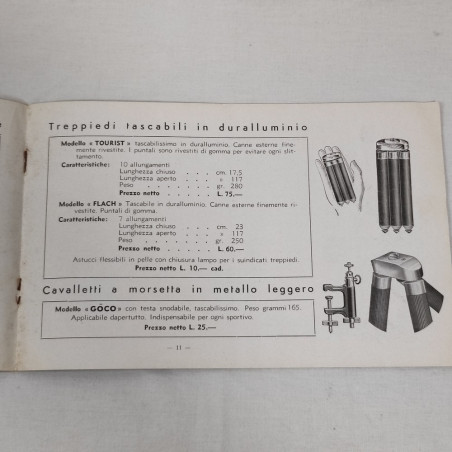 Treppiedi tascabili in duralluminio
Modello « TOURIST » tascabilissimo in duralluminio. Canne esterne fine-
mente rivestite. I puntali sono rivestiti di gomma per evitare ogni slit-
tamento.
Caratteristiche: 10 allungamenti
Lunghezza chiuso . . . cm. 17,5
Lunghezza aperto . . . » 117
Peso . . . . . . . gr. 280
Prezzo netto . . . . . L. 75,—
Modello « FLACH » Tascabile in duralluminio. Canne esterne finemente ri-
vestite. Puntali di gomma.
Caratteristiche: 7 allungamenti
Lunghezza chiuso . . . cm. 23
Lunghezza aperto . . . » 117
Peso . . . . . . . gr. 250
Prezzo netto . . . . . L. 60,—
Astucci flessibili in pelle con chiusura lampo per i suindicati treppiedi.
Prezzo netto L. 10,— cad.
Cavalletti a morsetta in metallo leggero
Modello « GÖCO » con testa snodabile, tascabilissimo. Peso grammi 165.
Applicabile dapertutto. Indispensabile per ogni sportivo.
Prezzo netto L. 25,—
— 11 —